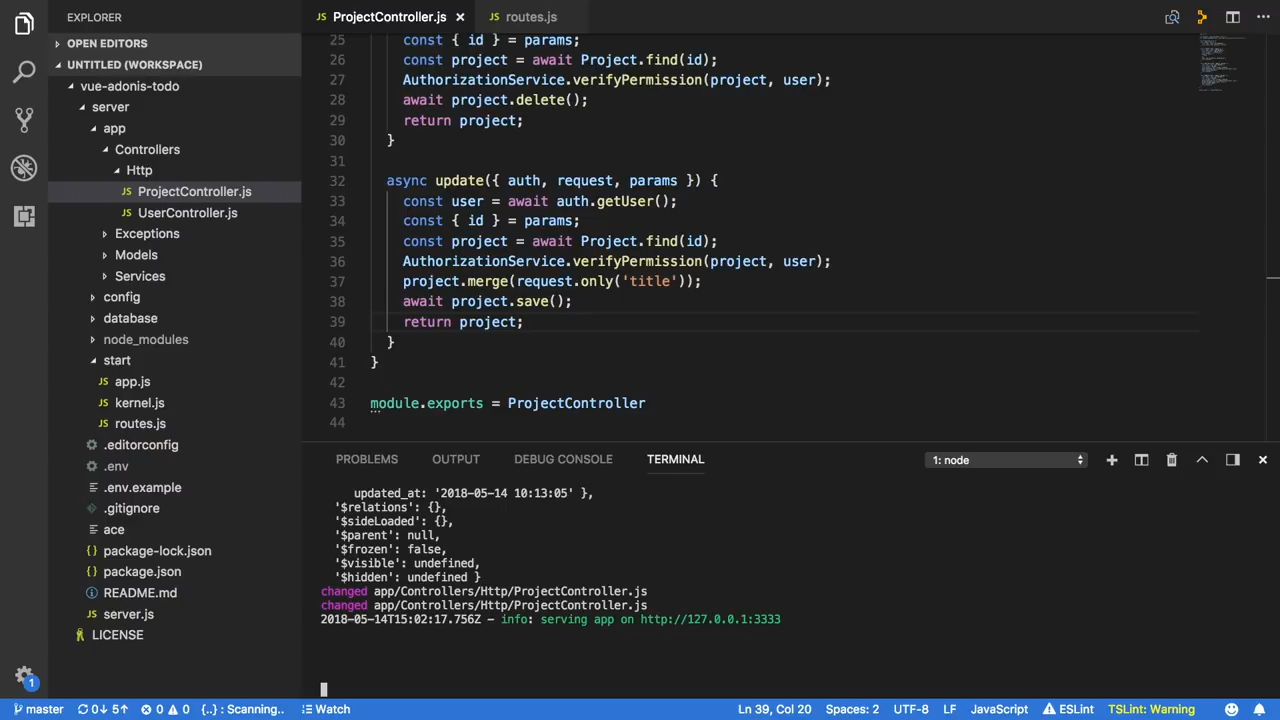 EXPLORER
OPEN EDITORS
UNTITLED (WORKSPACE)
vue-adonis-todo
server
app
Controllers
Http
JS ProjectController.js
JS UserController.js
Exceptions
Models
Services
config
database
node_modules
start
JS app.js
JS kernel.js
JS routes.js
.editorconfig
.env
.env.example
.gitignore
ace
{} package-lock.json
{} package.json
README.md
JS server.js
LICENSE
JS ProjectController.js ×
JS routes.js
25 const { id } = params;
26 const project = await Project.find(id);
27 AuthorizationService.verifyPermission(project, user);
28 await project.delete();
29 return project;
30 }
31
32 async update({ auth, request, params }) {
33 const user = await auth.getUser();
34 const { id } = params;
35 const project = await Project.find(id);
36 AuthorizationService.verifyPermission(project, user);
37 project.merge(request.only('title'));
38 await project.save();
39 return project;
40 }
41 }
42
43 module.exports = ProjectController
44
PROBLEMS OUTPUT DEBUG CONSOLE TERMINAL 1: node
updated_at: '2018-05-14 10:13:05' },
'$relations': {},
'$sideLoaded': {},
'$parent': null,
'$frozen': false,
'$visible': undefined,
'$hidden': undefined }
changed app/Controllers/Http/ProjectController.js
changed app/Controllers/Http/ProjectController.js
2018-05-14T15:02:17.756Z - info: serving app on http://127.0.0.1:3333
1
master 0↓ 5↑ 0 0 {..} : Scanning.. Watch Ln 39, Col 20 Spaces: 2 UTF-8 LF JavaScript ESLint TSLint: Warning